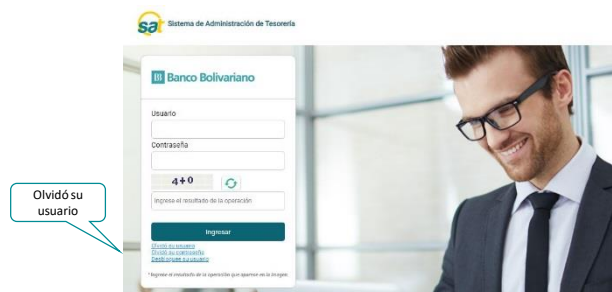 sat Sistema de Administración de Tesorería
Banco Bolivariano
Usuario
Contraseña
4+0
Ingrese el resultado de la operación
Ingresar
Olvidó su usuario
Olvidó su contraseña
Desbloquee su usuario
* Ingrese el resultado de la operación que aparece en la imagen.
Olvidó su
usuario